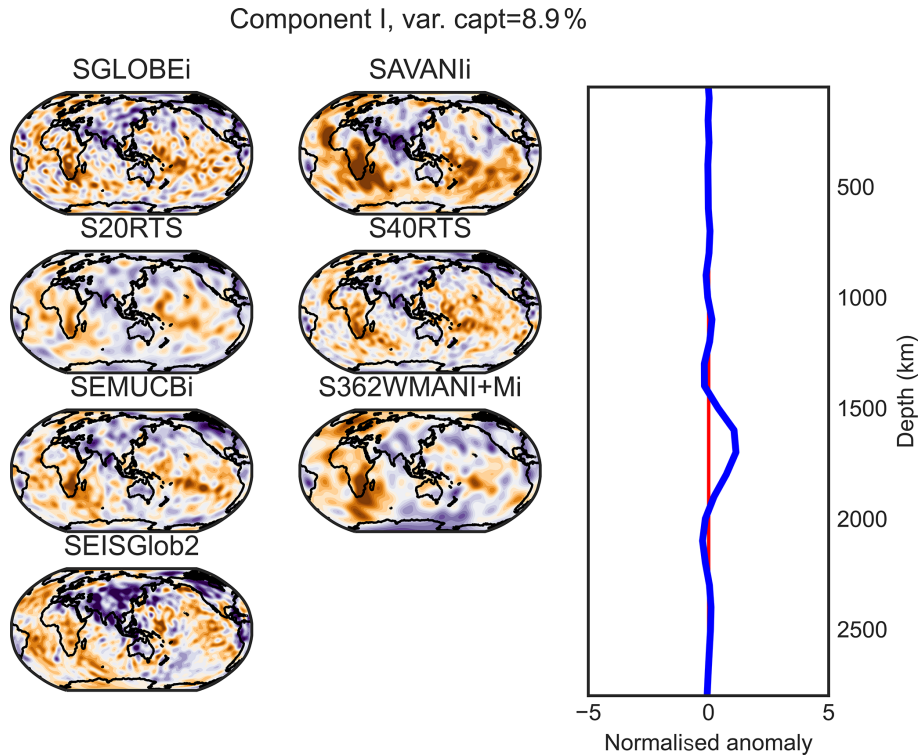 Component I, var. capt=8.9%
SGLOBEi
SAVANIi
S20RTS
S40RTS
SEMUCBi
S362WMANI+Mi
SEISGlob2
500
1000
1500
2000
2500
Depth (km)
−5
0
5
Normalised anomaly